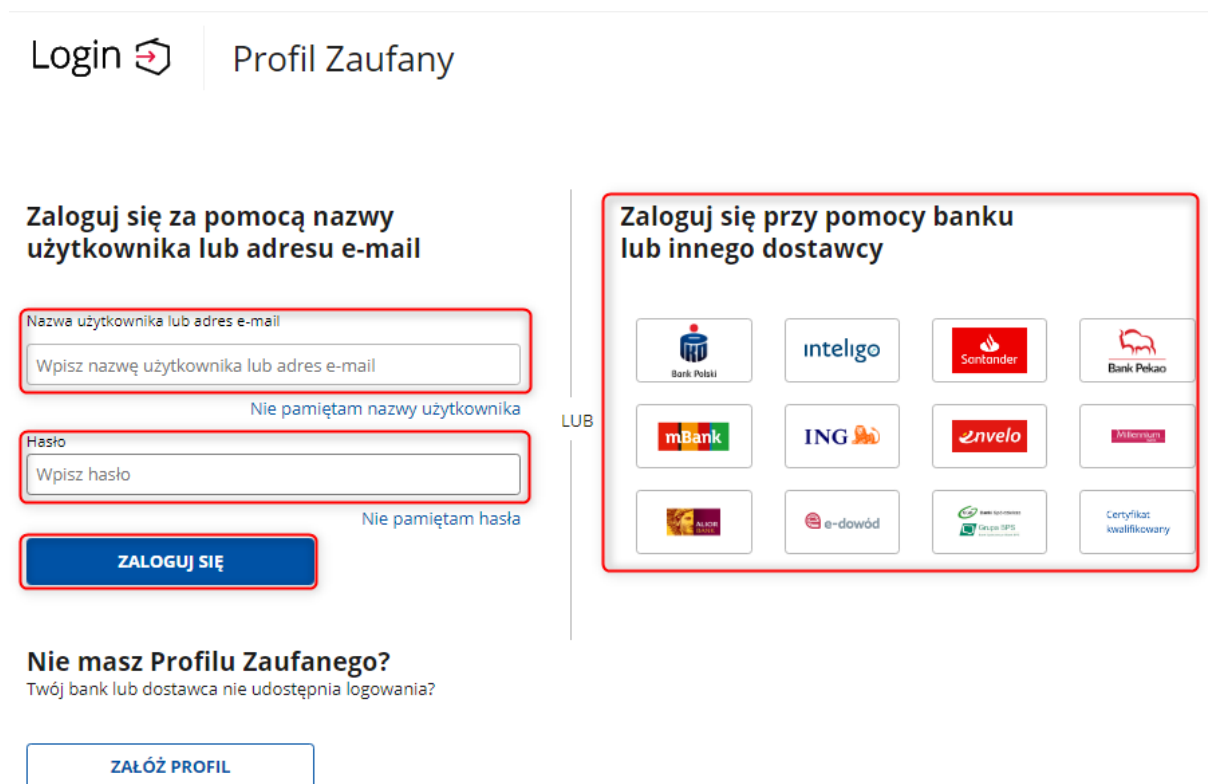 Login
Profil Zaufany
Zaloguj się za pomocą nazwy
użytkownika lub adresu e-mail
Nazwa użytkownika lub adres e-mail
Wpisz nazwę użytkownika lub adres e-mail
Nie pamiętam nazwy użytkownika
Hasło
Wpisz hasło
Nie pamiętam hasła
ZALOGUJ SIĘ
LUB
Zaloguj się przy pomocy banku
lub innego dostawcy
Bank Polski
inteligo
Santander
Bank Pekao
mBank
ING
envelo
Millennium
ALIOR
BANK
e-dowód
Banki Spółdzielcze
Grupa SPS
Certyfikat
kwalifikowany
Nie masz Profilu Zaufanego?
Twój bank lub dostawca nie udostępnia logowania?
ZAŁÓŻ PROFIL